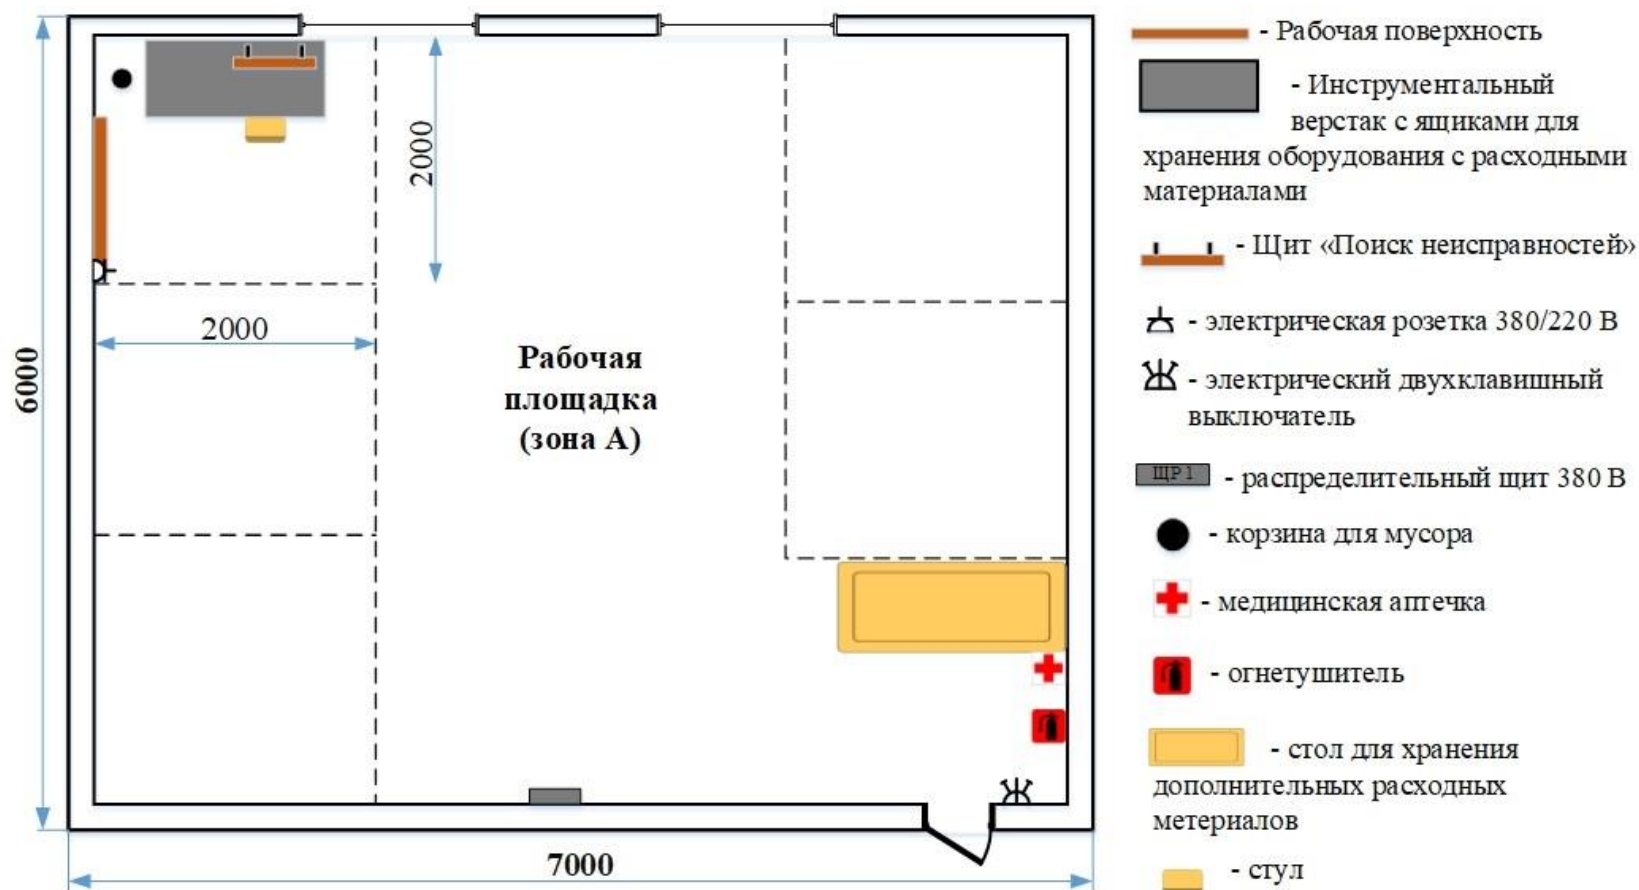 2000
2000
6000
7000
Рабочая
площадка
(зона А)
- Рабочая поверхность
- Инструментальный
верстак с ящиками для
хранения оборудования с расходными
материалами
- Щит «Поиск неисправностей»
- электрическая розетка 380/220 В
- электрический двухклавишный
выключатель
ЩР 1 - распределительный щит 380 В
- корзина для мусора
- медицинская аптечка
- огнетушитель
- стол для хранения
дополнительных расходных
метериалов
- стул